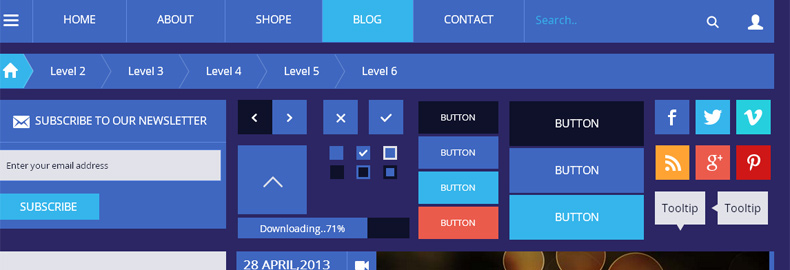 HOME ABOUT SHOPE BLOG CONTACT Search..
Level 2 Level 3 Level 4 Level 5 Level 6
SUBSCRIBE TO OUR NEWSLETTER
Enter your email address
SUBSCRIBE
Downloading..71%
BUTTON
BUTTON
BUTTON
BUTTON
BUTTON
BUTTON
BUTTON
Tooltip Tooltip
28 APRIL,2013